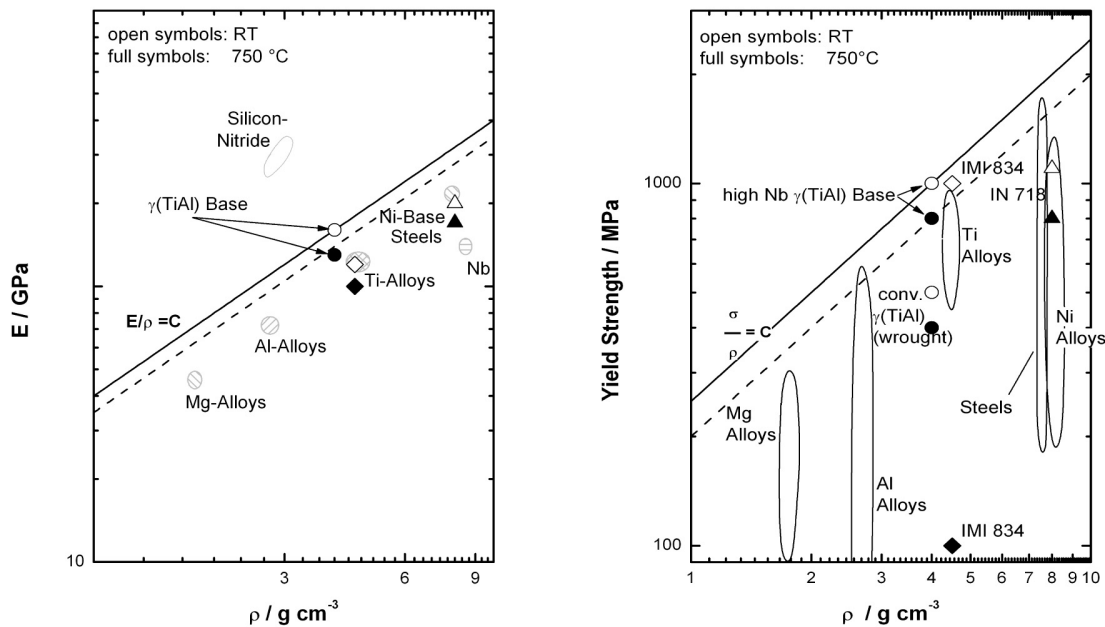 open symbols: RT
full symbols: 750 °C
Silicon-
Nitride
γ(TiAl) Base
Ni-Base
Steels
Nb
Ti-Alloys
E/ρ =C
Al-Alloys
Mg-Alloys
E / GPa
10
3
6
9
ρ / g cm⁻³
open symbols: RT
full symbols: 750°C
IMI 834
high Nb γ(TiAl) Base
IN 718
Ti
Alloys
conv.
γ(TiAl)
(wrought)
σ
— = C
ρ
Ni
Alloys
Steels
Mg
Alloys
Al
Alloys
IMI 834
Yield Strength / MPa
1000
100
1
2
3
4
5
6
7
8
9
10
ρ / g cm⁻³